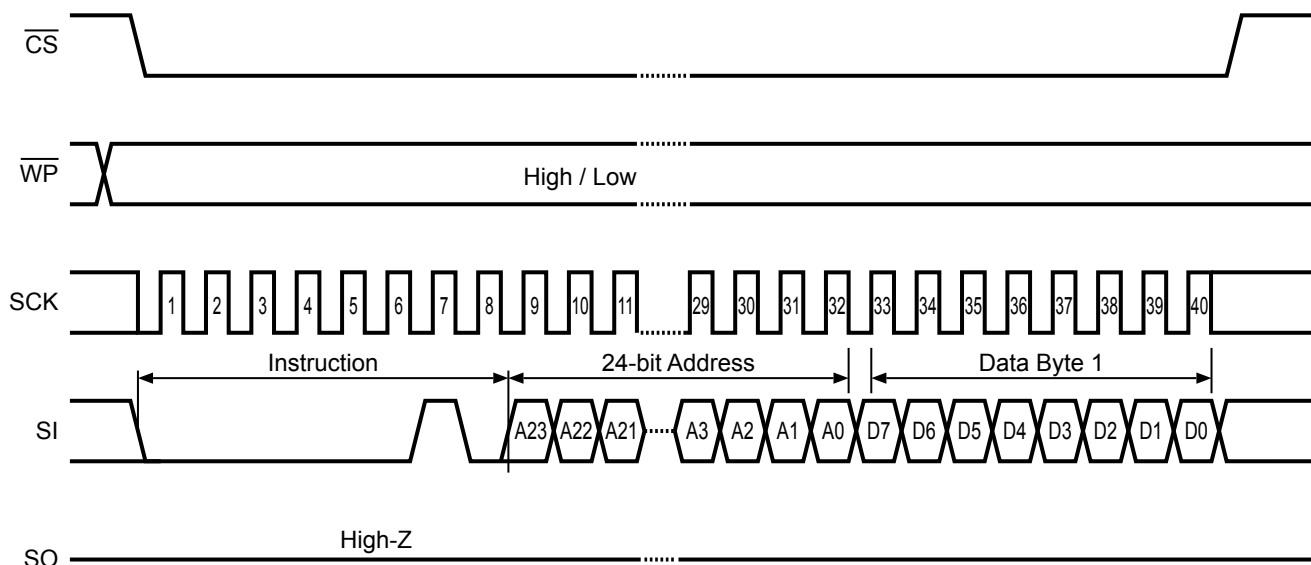 CS
WP
High / Low
SCK
1 2 3 4 5 6 7 8 9 10 11 29 30 31 32 33 34 35 36 37 38 39 40
Instruction 24-bit Address Data Byte 1
SI
A23 A22 A21 A3 A2 A1 A0 D7 D6 D5 D4 D3 D2 D1 D0
High-Z
SO